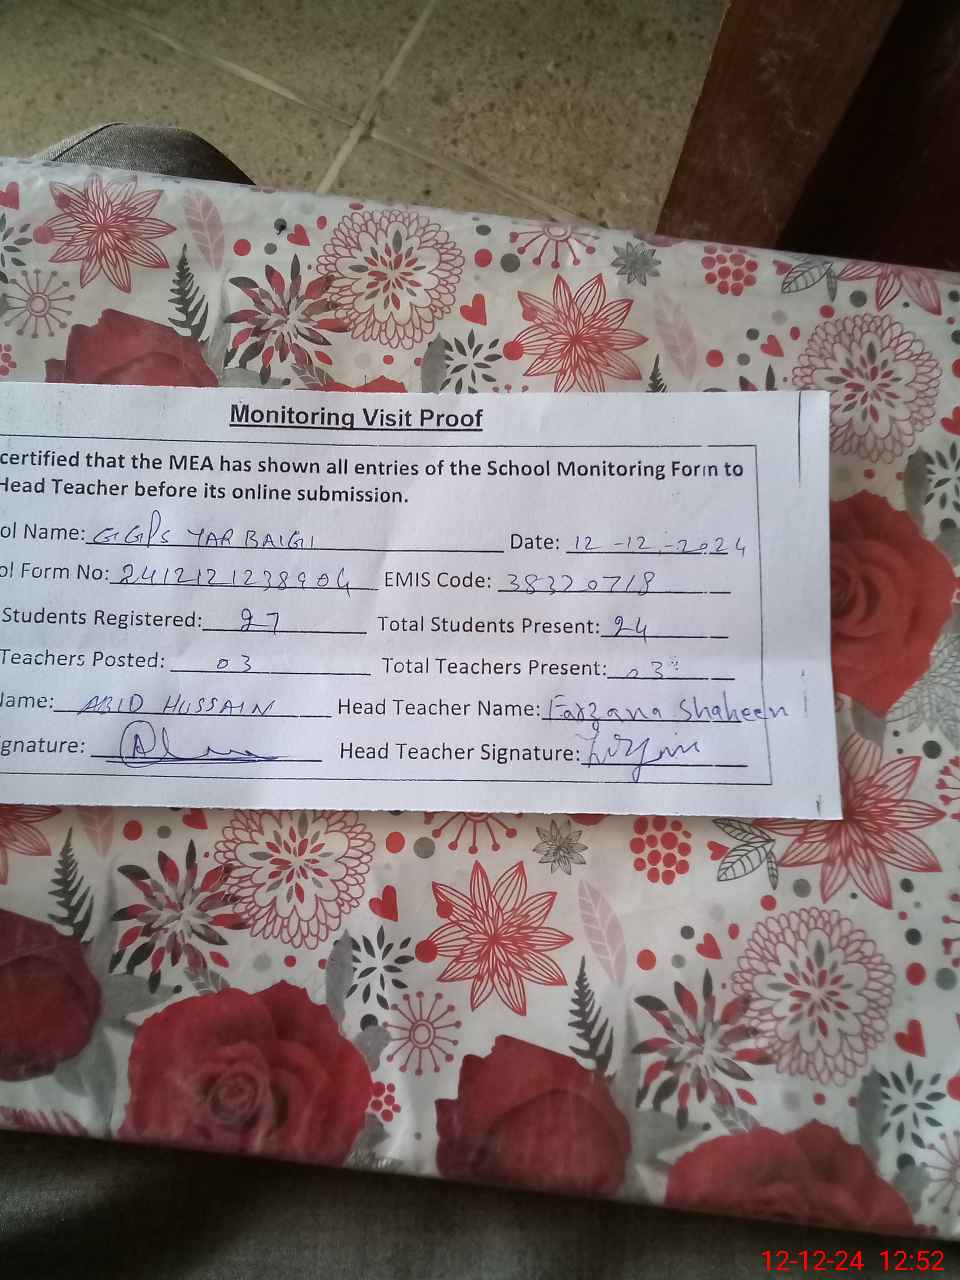 Monitoring Visit Proof
certified that the MEA has shown all entries of the School Monitoring Form to
Head Teacher before its online submission.
ol Name: GGPS YAR BAIGI Date: 12-12-2024
ol Form No: 2412121238904 EMIS Code: 38320718
Students Registered: 27 Total Students Present: 24
Teachers Posted: 03 Total Teachers Present: 03
Name: ABID HUSSAIN Head Teacher Name: Farzana Shaheen
gnature: Head Teacher Signature:
12-12-24 12:52